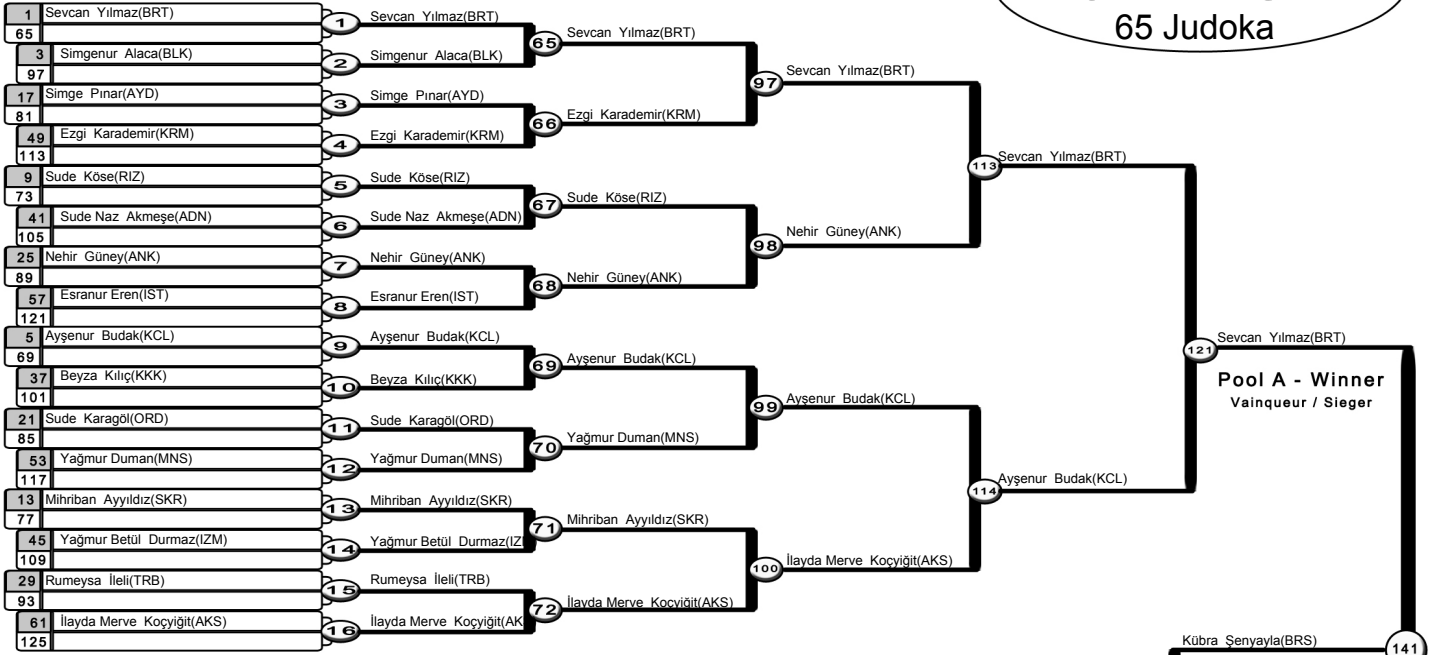 65 Judoka
1 Sevcan Yılmaz(BRT)
65
3 Simgenur Alaca(BLK)
97
17 Simge Pınar(AYD)
81
49 Ezgi Karademir(KRM)
113
9 Sude Köse(RIZ)
73
41 Sude Naz Akmeşe(ADN)
105
25 Nehir Güney(ANK)
89
57 Esranur Eren(IST)
121
5 Ayşenur Budak(KCL)
69
37 Beyza Kılıç(KKK)
101
21 Sude Karagöl(ORD)
85
53 Yağmur Duman(MNS)
117
13 Mihriban Ayyıldız(SKR)
77
45 Yağmur Betül Durmaz(IZM)
109
29 Rumeysa İleli(TRB)
93
61 İlayda Merve Koçyiğit(AKS)
125
1 Sevcan Yılmaz(BRT)
2 Simgenur Alaca(BLK)
3 Simge Pınar(AYD)
4 Ezgi Karademir(KRM)
5 Sude Köse(RIZ)
6 Sude Naz Akmeşe(ADN)
7 Nehir Güney(ANK)
8 Esranur Eren(IST)
9 Ayşenur Budak(KCL)
10 Beyza Kılıç(KKK)
11 Sude Karagöl(ORD)
12 Yağmur Duman(MNS)
13 Mihriban Ayyıldız(SKR)
14 Yağmur Betül Durmaz(IZ
15 Rumeysa İleli(TRB)
16 İlayda Merve Koçyiğit(AK
65 Sevcan Yılmaz(BRT)
66 Ezgi Karademir(KRM)
67 Sude Köse(RIZ)
68 Nehir Güney(ANK)
69 Ayşenur Budak(KCL)
70 Yağmur Duman(MNS)
71 Mihriban Ayyıldız(SKR)
72 İlayda Merve Koçyiğit(AKS)
97 Sevcan Yılmaz(BRT)
98 Nehir Güney(ANK)
99 Ayşenur Budak(KCL)
100 İlayda Merve Koçyiğit(AKS)
113 Sevcan Yılmaz(BRT)
114 Ayşenur Budak(KCL)
121 Sevcan Yılmaz(BRT)
Pool A - Winner
Vainqueur / Sieger
Kübra Şenyayla(BRS)
141